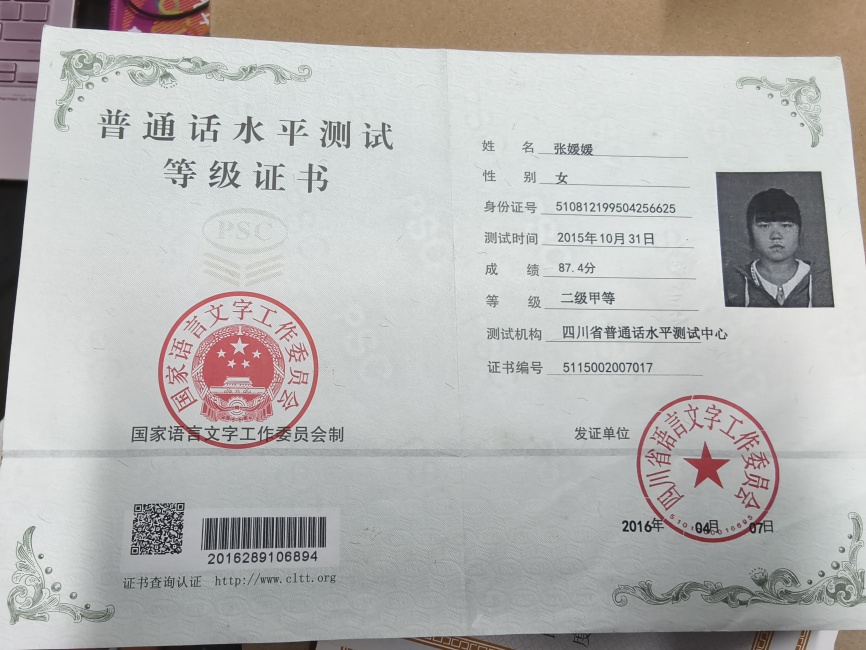 普通话水平测试
等级证书
PSC
国家语言文字工作委员会
国家语言文字工作委员会制
2016289106894
证书查询认证 http://www.cltt.org
姓 名 张媛媛
性 别 女
身份证号 510812199504256625
测试时间 2015年10月31日
成 绩 87.4分
等 级 二级甲等
测试机构 四川省普通话水平测试中心
证书编号 5115002007017
发证单位
四川省语言文字工作委员会
2016年 04月 07日